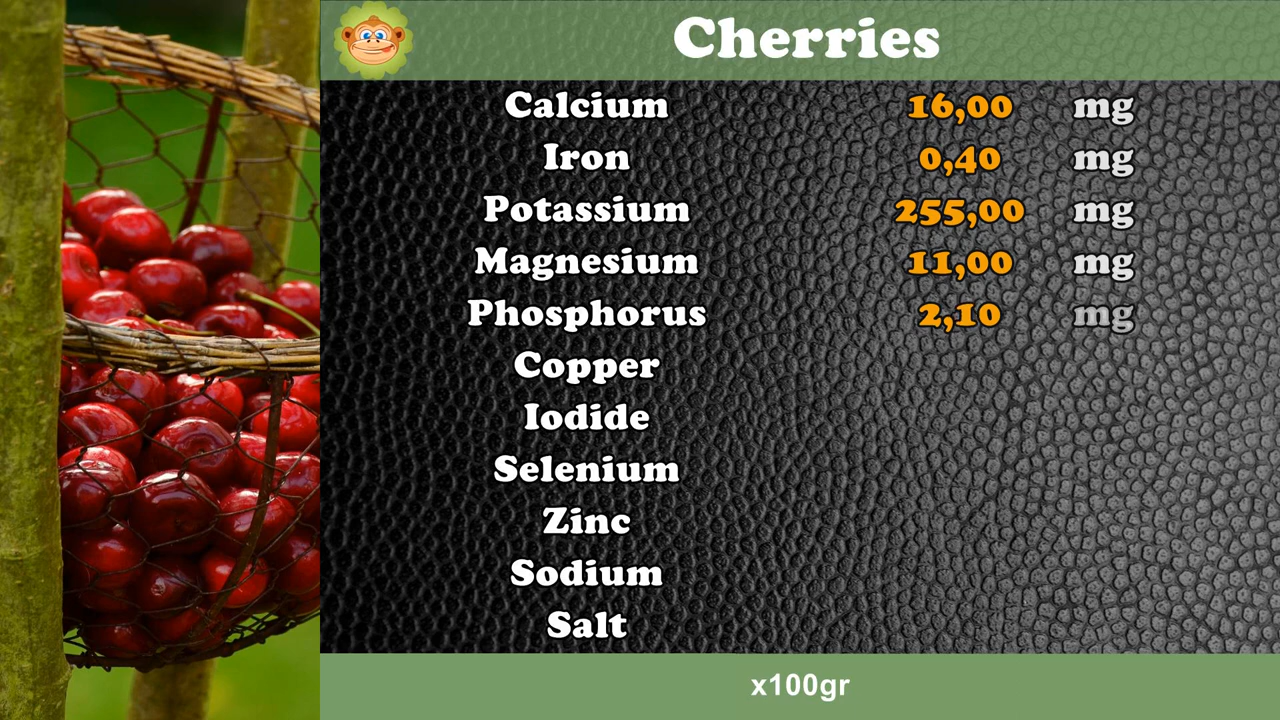 Cherries
Calcium 16,00 mg
Iron 0,40 mg
Potassium 255,00 mg
Magnesium 11,00 mg
Phosphorus 2,10 mg
Copper
Iodide
Selenium
Zinc
Sodium
Salt
x100gr